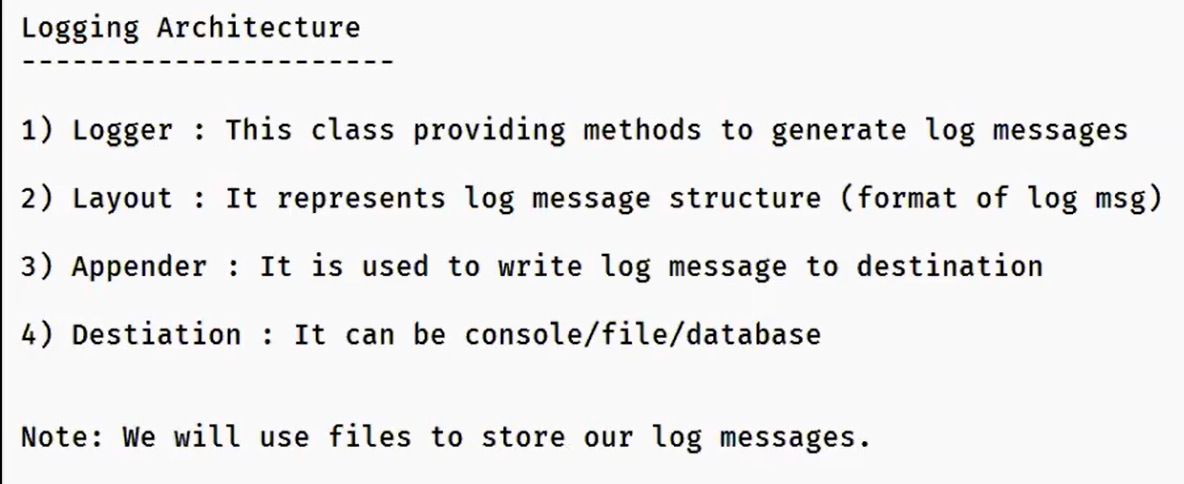 Logging Architecture
----------------------
1) Logger : This class providing methods to generate log messages
2) Layout : It represents log message structure (format of log msg)
3) Appender : It is used to write log message to destination
4) Destiation : It can be console/file/database
Note: We will use files to store our log messages.